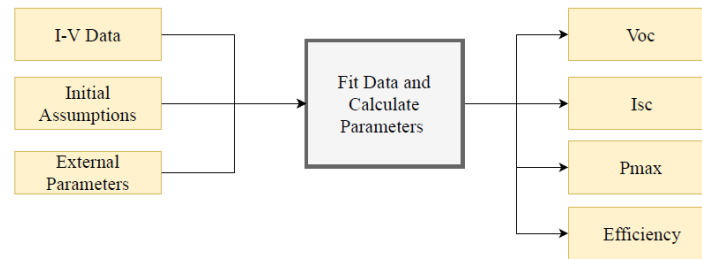 I-V Data
Initial
Assumptions
External
Parameters
Fit Data and
Calculate
Parameters
Voc
Isc
Pmax
Efficiency